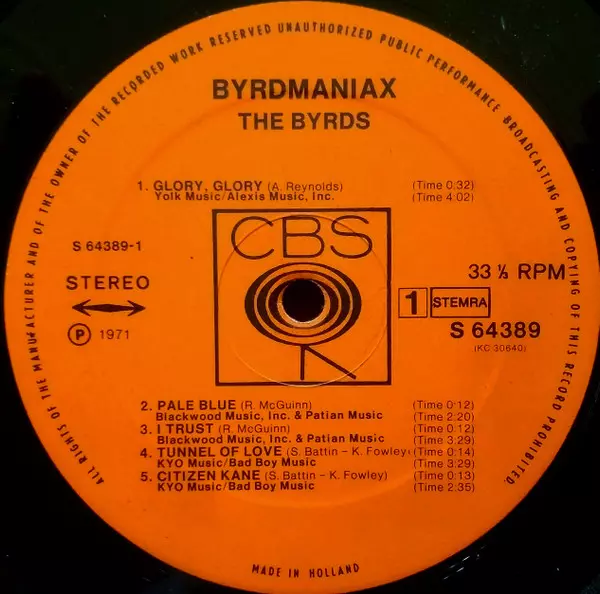 ALL RIGHTS OF THE MANUFACTURER AND OF THE OWNER OF THE RECORDED WORK RESERVED UNAUTHORIZED PUBLIC PERFORMANCE BROADCASTING AND COPYING OF THIS RECORD PROHIBITED.
BYRDMANIAX
THE BYRDS
1. GLORY, GLORY (A. Reynolds) (Time 0:32)
Yolk Music/Alexis Music, Inc. (Time 4:02)
CBS
S 64389-1
STEREO
℗ 1971
33 ⅓ RPM
1 STEMRA
S 64389
(KC 30640)
2. PALE BLUE (R. McGuinn) (Time 0:12)
Blackwood Music, Inc. & Patian Music (Time 2:20)
3. I TRUST (R. McGuinn) (Time 0:12)
Blackwood Music, Inc. & Patian Music (Time 3:29)
4. TUNNEL OF LOVE (S. Battin – K. Fowley) (Time 0:14)
KYO Music/Bad Boy Music (Time 3:29)
5. CITIZEN KANE (S. Battin – K. Fowley) (Time 0:13)
KYO Music/Bad Boy Music (Time 2:35)
MADE IN HOLLAND